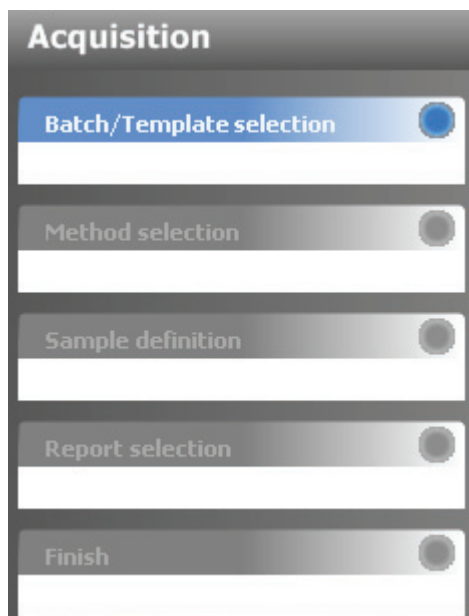 Acquisition
Batch/Template selection
Method selection
Sample definition
Report selection
Finish